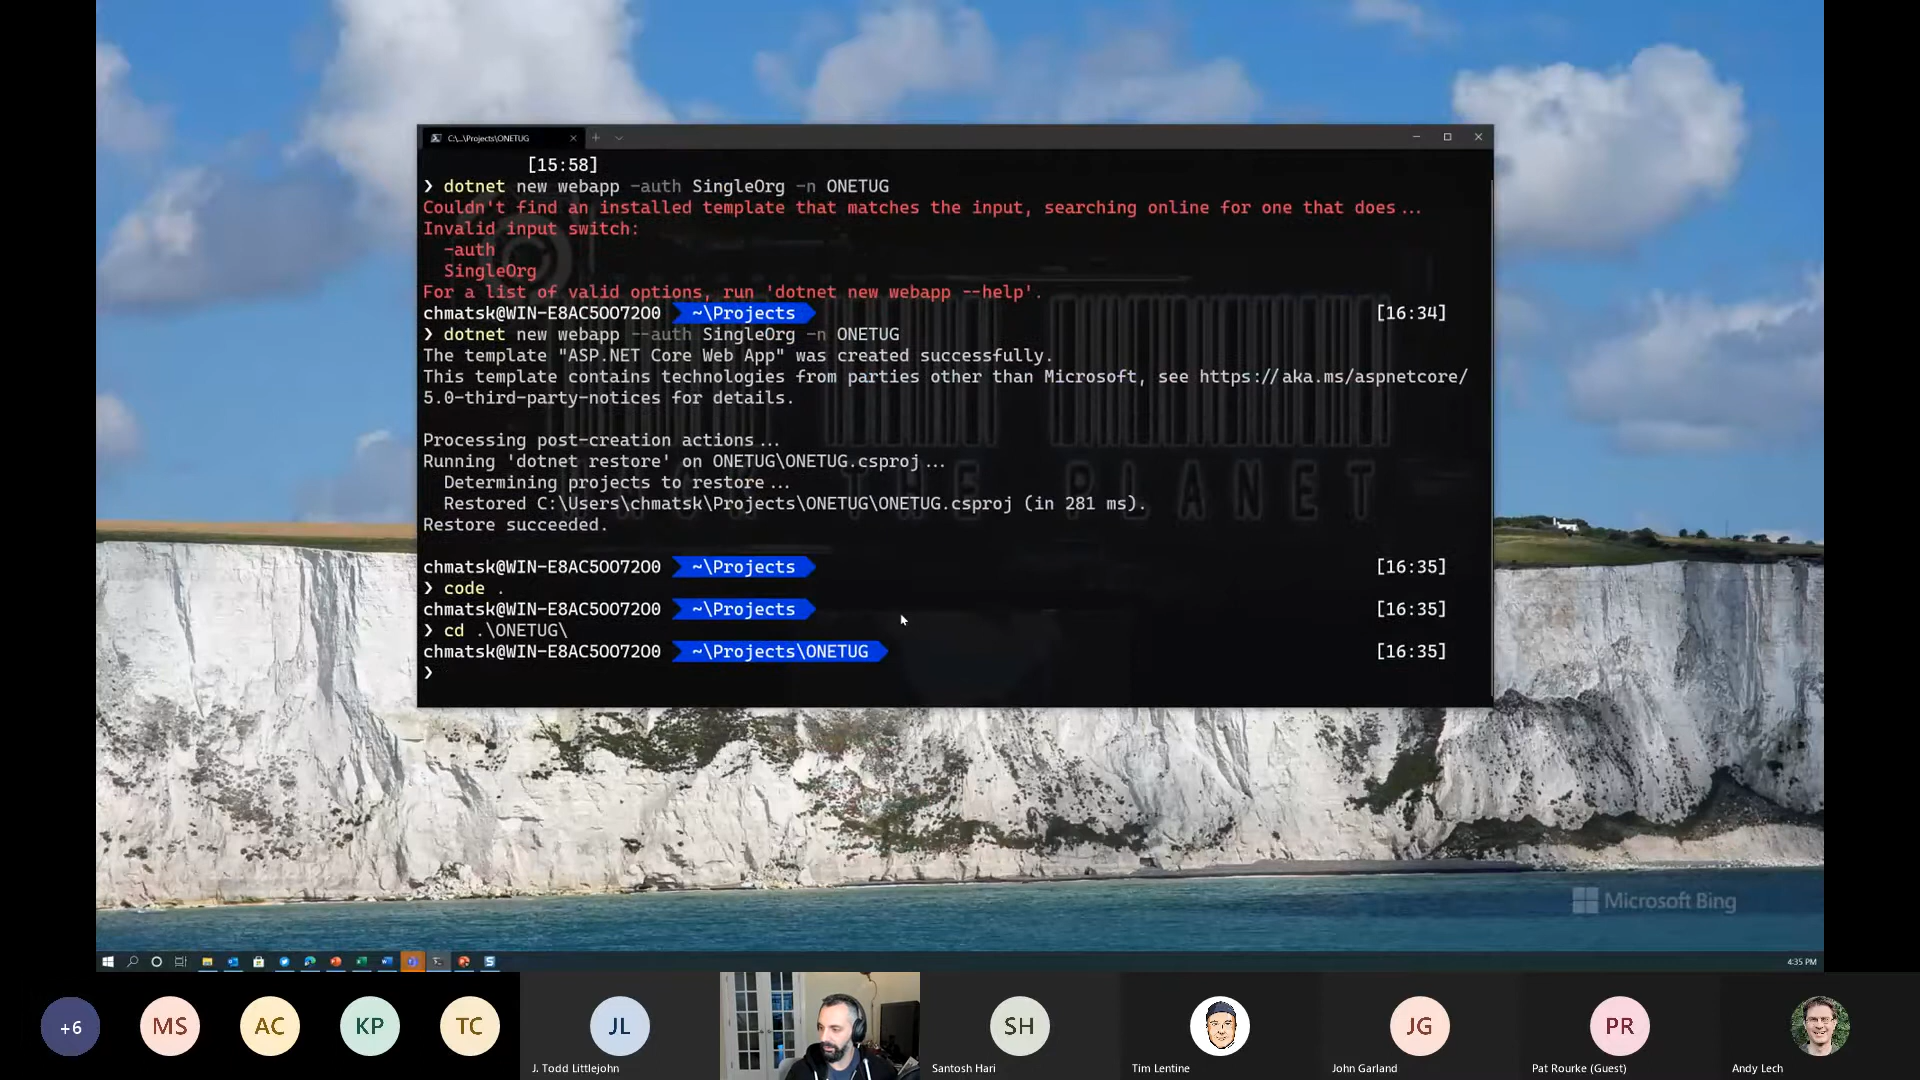 C:\...\Projects\ONETUG
[15:58]
❯ dotnet new webapp -auth SingleOrg -n ONETUG
Couldn't find an installed template that matches the input, searching online for one that does...
Invalid input switch:
-auth
SingleOrg
For a list of valid options, run 'dotnet new webapp --help'.
chmatsk@WIN-E8AC5OO72O0 ~\Projects [16:34]
❯ dotnet new webapp --auth SingleOrg -n ONETUG
The template "ASP.NET Core Web App" was created successfully.
This template contains technologies from parties other than Microsoft, see https://aka.ms/aspnetcore/
5.0-third-party-notices for details.
Processing post-creation actions...
Running 'dotnet restore' on ONETUG\ONETUG.csproj...
Determining projects to restore...
Restored C:\Users\chmatsk\Projects\ONETUG\ONETUG.csproj (in 281 ms).
Restore succeeded.
THE PLANET
chmatsk@WIN-E8AC5OO72O0 ~\Projects [16:35]
❯ code .
chmatsk@WIN-E8AC5OO72O0 ~\Projects [16:35]
❯ cd .\ONETUG\
chmatsk@WIN-E8AC5OO72O0 ~\Projects\ONETUG [16:35]
❯
Microsoft Bing
4:35 PM
+6
MS
AC
KP
TC
JL
SH
JG
PR
J. Todd Littlejohn
Santosh Hari
Tim Lentine
John Garland
Pat Rourke (Guest)
Andy Lech